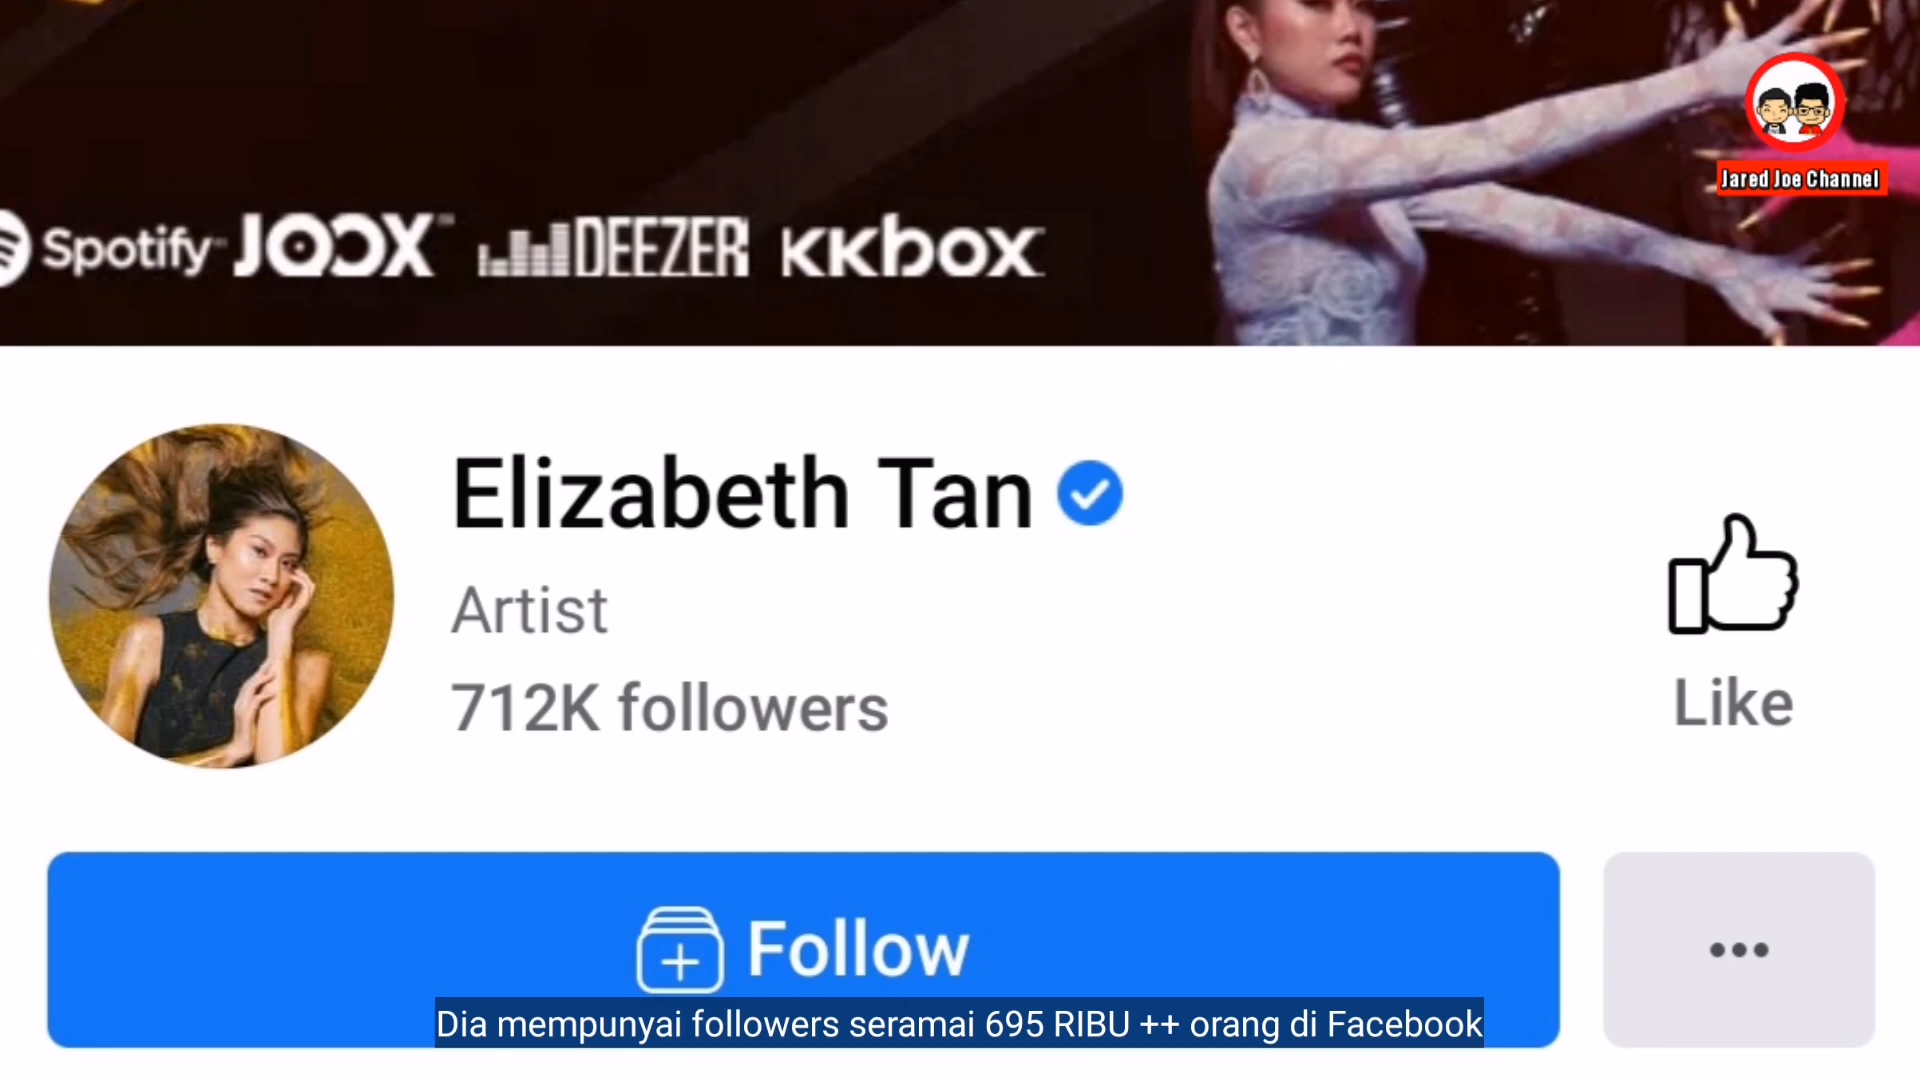 Jared Joe Channel
Spotify JOOX DEEZER KKBOX
Elizabeth Tan
Artist
712K followers
Like
Follow
Dia mempunyai followers seramai 695 RIBU ++ orang di Facebook